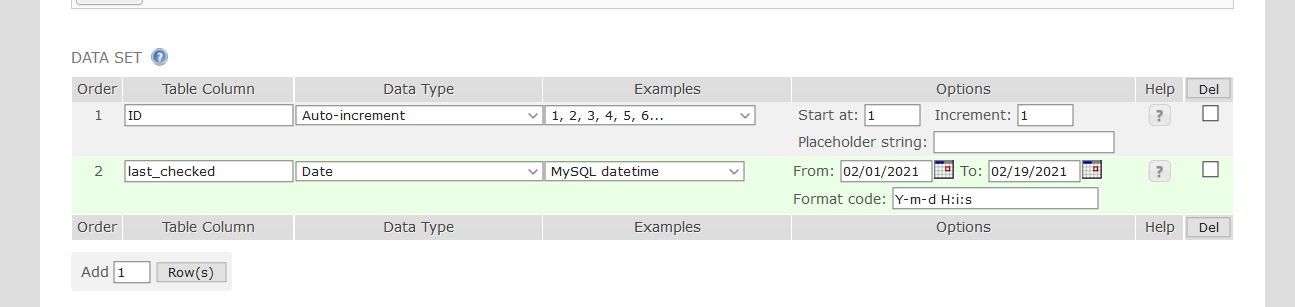 DATA SET ?
Order Table Column Data Type Examples Options Help Del
1 ID Auto-increment 1, 2, 3, 4, 5, 6... Start at: 1 Increment: 1 ?
Placeholder string:
2 last_checked Date MySQL datetime From: 02/01/2021 To: 02/19/2021 ?
Format code: Y-m-d H:i:s
Order Table Column Data Type Examples Options Help Del
Add 1 Row(s)